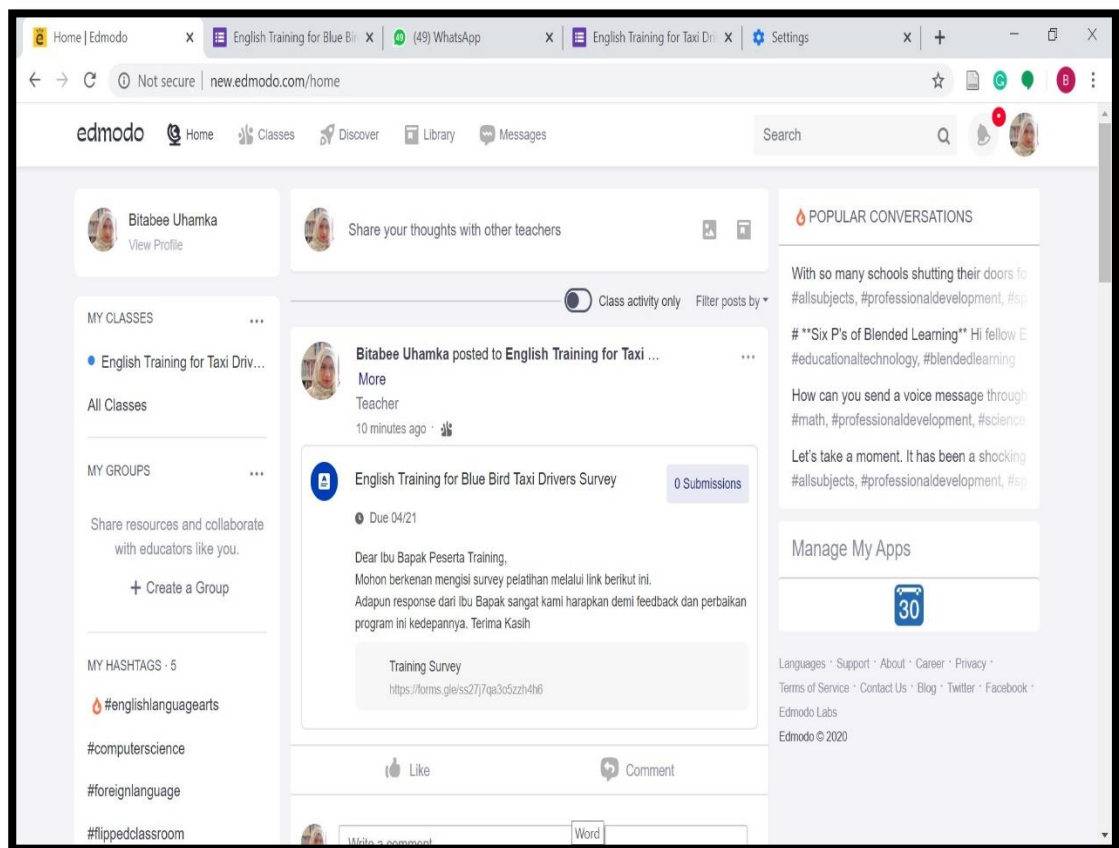 Home | Edmodo
English Training for Blue Bir
(49) WhatsApp
English Training for Taxi Dri
Settings
Not secure | new.edmodo.com/home
B
edmodo Home Classes Discover Library Messages
Search
Bitabee Uhamka
View Profile
MY CLASSES
English Training for Taxi Driv...
All Classes
MY GROUPS
Share resources and collaborate
with educators like you.
+ Create a Group
MY HASHTAGS · 5
#englishlanguagearts
#computerscience
#foreignlanguage
#flippedclassroom
Share your thoughts with other teachers
Class activity only Filter posts by
Bitabee Uhamka posted to English Training for Taxi ...
More
Teacher
10 minutes ago ·
English Training for Blue Bird Taxi Drivers Survey
0 Submissions
Due 04/21
Dear Ibu Bapak Peserta Training,
Mohon berkenan mengisi survey pelatihan melalui link berikut ini.
Adapun response dari Ibu Bapak sangat kami harapkan demi feedback dan perbaikan
program ini kedepannya. Terima Kasih
Training Survey
https://forms.gle/ss27j7qa3o5zzh4h6
Like Comment
Write a comment
Word
POPULAR CONVERSATIONS
With so many schools shutting their doors fo
#allsubjects, #professionaldevelopment, #sp
# **Six P's of Blended Learning** Hi fellow E
#educationaltechnology, #blendedlearning
How can you send a voice message through
#math, #professionaldevelopment, #science
Let's take a moment. It has been a shocking
#allsubjects, #professionaldevelopment, #sp
Manage My Apps
30
Languages · Support · About · Career · Privacy ·
Terms of Service · Contact Us · Blog · Twitter · Facebook ·
Edmodo Labs
Edmodo © 2020